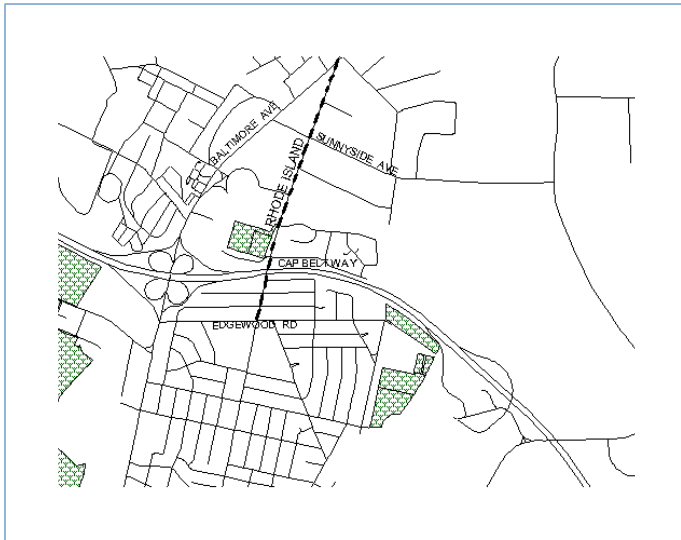 BALTIMORE AVE
SUNNYSIDE AVE
RHODE ISLAND
CAP BELTWAY
EDGEWOOD RD